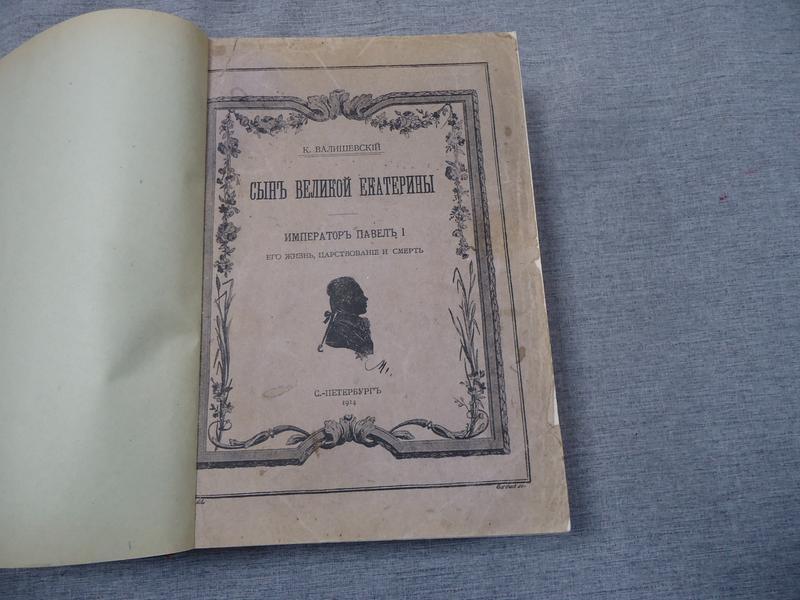 К. ВАЛИШЕВСКІЙ
СЫНЪ ВЕЛИКОЙ ЕКАТЕРИНЫ
ИМПЕРАТОРЪ ПАВЕЛЪ I
ЕГО ЖИЗНЬ, ЦАРСТВОВАНІЕ И СМЕРТЬ
С.-ПЕТЕРБУРГЪ
1914